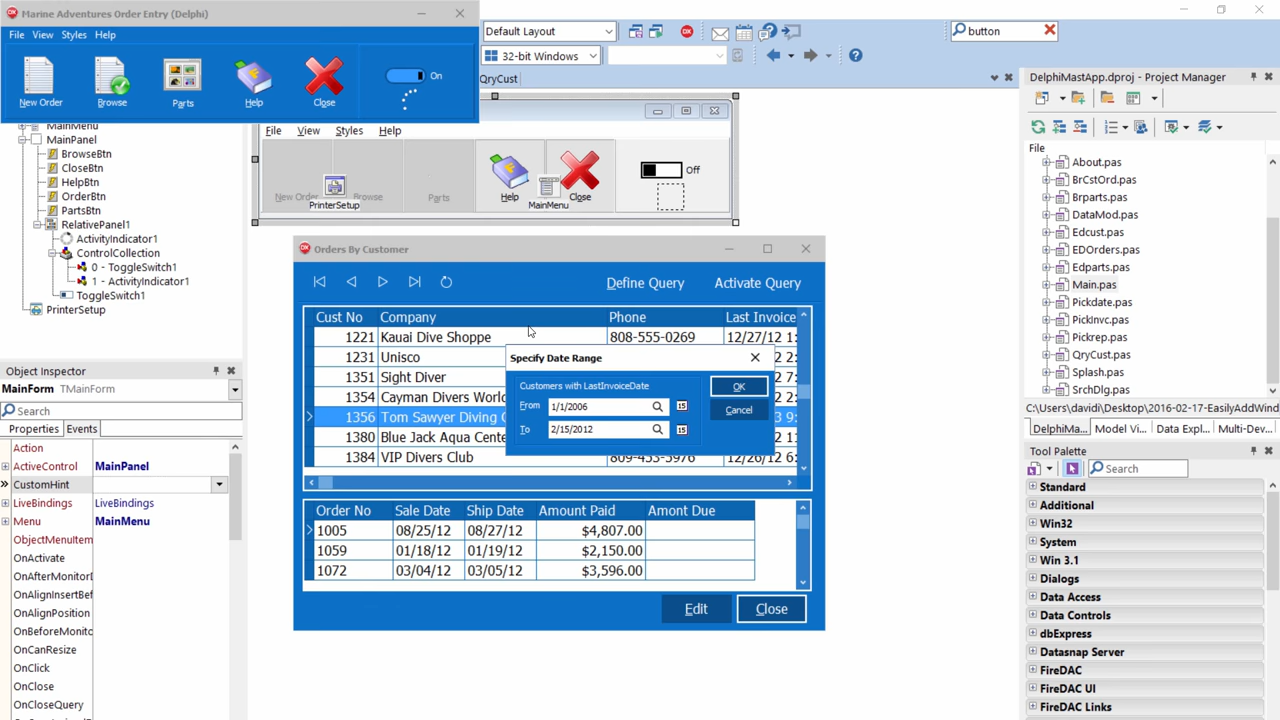 Marine Adventures Order Entry (Delphi)
File View Styles Help
New Order
Browse
Parts
Help
Close
On
Default Layout
32-bit Windows
button
QryCust
MainMenu
MainPanel
BrowseBtn
CloseBtn
HelpBtn
OrderBtn
PartsBtn
RelativePanel1
ActivityIndicator1
ControlCollection
0 - ToggleSwitch1
1 - ActivityIndicator1
ToggleSwitch1
PrinterSetup
File View Styles Help
New Order
Browse
Parts
Help
Close
PrinterSetup
MainMenu
Off
Object Inspector
MainForm TMainForm
Search
Properties Events
Action
ActiveControl MainPanel
CustomHint
LiveBindings LiveBindings
Menu MainMenu
ObjectMenuItem
OnActivate
OnAfterMonitorD
OnAlignInsertBef
OnAlignPosition
OnBeforeMonito
OnCanResize
OnClick
OnClose
OnCloseQuery
Orders By Customer
Define Query Activate Query
Cust No Company Phone Last Invoice
1221 Kauai Dive Shoppe 808-555-0269 12/27/12 1:
1231 Unisco
1351 Sight Diver
1354 Cayman Divers World
1356 Tom Sawyer Diving C
1380 Blue Jack Aqua Cente
1384 VIP Divers Club 809-453-5976 12/26/12 6:
Specify Date Range
Customers with LastInvoiceDate
From 1/1/2006 15
To 2/15/2012 15
OK
Cancel
Order No Sale Date Ship Date Amount Paid Amont Due
1005 08/25/12 08/27/12 $4,807.00
1059 01/18/12 01/19/12 $2,150.00
1072 03/04/12 03/05/12 $3,596.00
Edit Close
DelphiMastApp.dproj - Project Manager
File
About.pas
BrCstOrd.pas
Brparts.pas
DataMod.pas
Edcust.pas
EDOrders.pas
Edparts.pas
Main.pas
Pickdate.pas
PickInvc.pas
Pickrep.pas
QryCust.pas
Splash.pas
SrchDlg.pas
C:\Users\davidi\Desktop\2016-02-17-EasilyAddWind
DelphiMa... Model Vi... Data Expl... Multi-Dev...
Tool Palette
Search
Standard
Additional
Win32
System
Win 3.1
Dialogs
Data Access
Data Controls
dbExpress
Datasnap Server
FireDAC
FireDAC UI
FireDAC Links